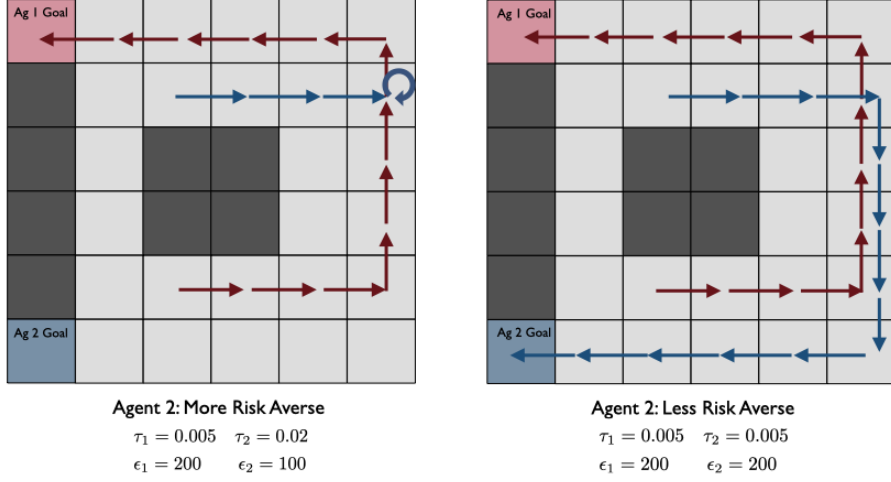 Ag 1 Goal
Ag 2 Goal
Agent 2: More Risk Averse
τ₁ = 0.005 τ₂ = 0.02
ϵ₁ = 200 ϵ₂ = 100
Ag 1 Goal
Ag 2 Goal
Agent 2: Less Risk Averse
τ₁ = 0.005 τ₂ = 0.005
ϵ₁ = 200 ϵ₂ = 200